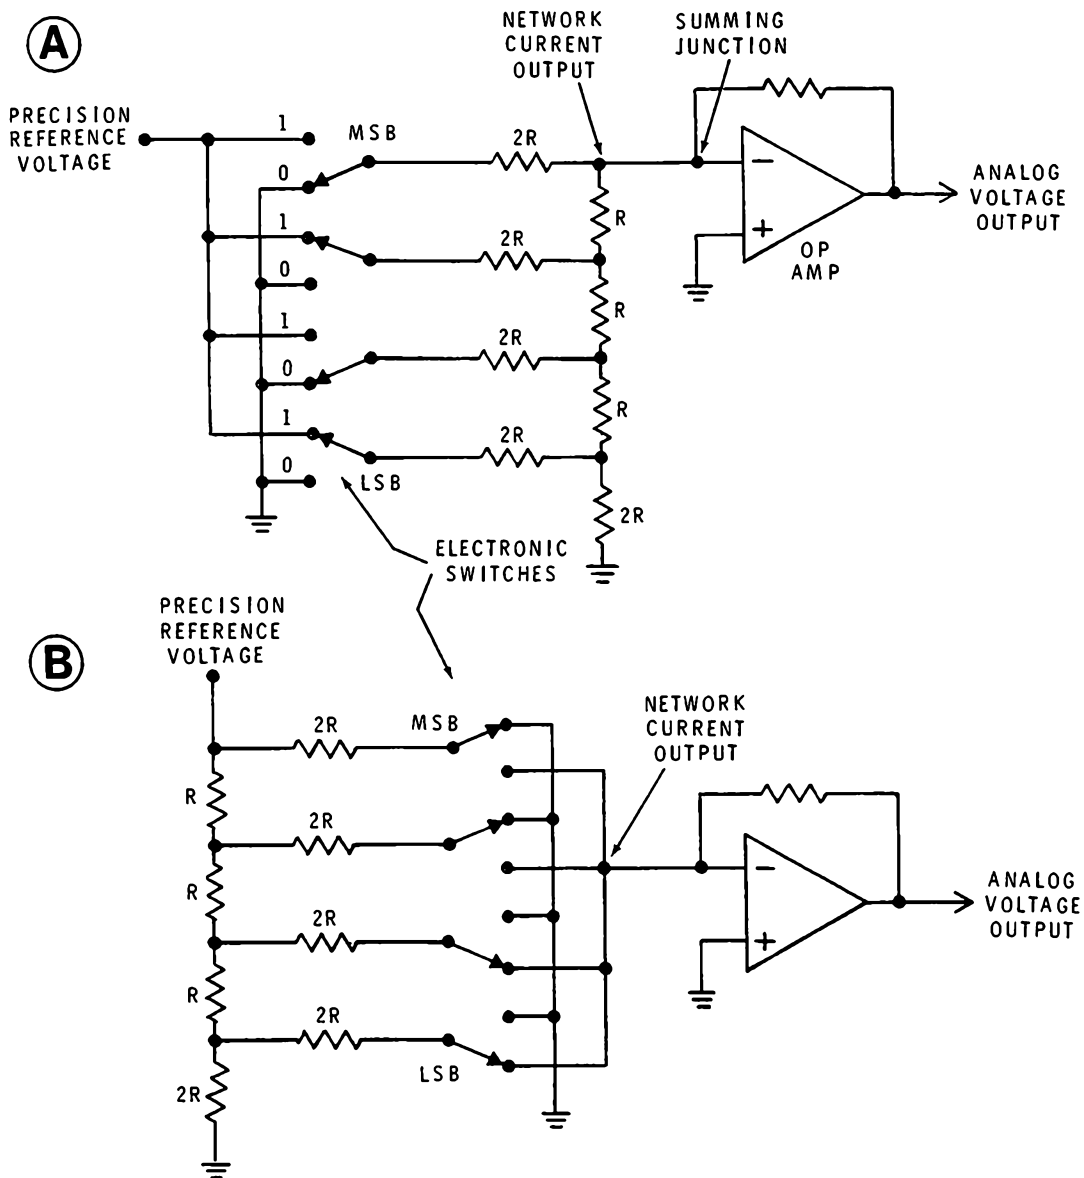 A
NETWORK
CURRENT
OUTPUT
SUMMING
JUNCTION
PRECISION
REFERENCE
VOLTAGE
1
MSB
2R
0
1
R
2R
0
1
R
2R
0
1
R
2R
0
LSB
2R
−
+
OP
AMP
ANALOG
VOLTAGE
OUTPUT
ELECTRONIC
SWITCHES
B
PRECISION
REFERENCE
VOLTAGE
2R
MSB
R
2R
R
2R
R
2R
LSB
2R
NETWORK
CURRENT
OUTPUT
−
+
ANALOG
VOLTAGE
OUTPUT